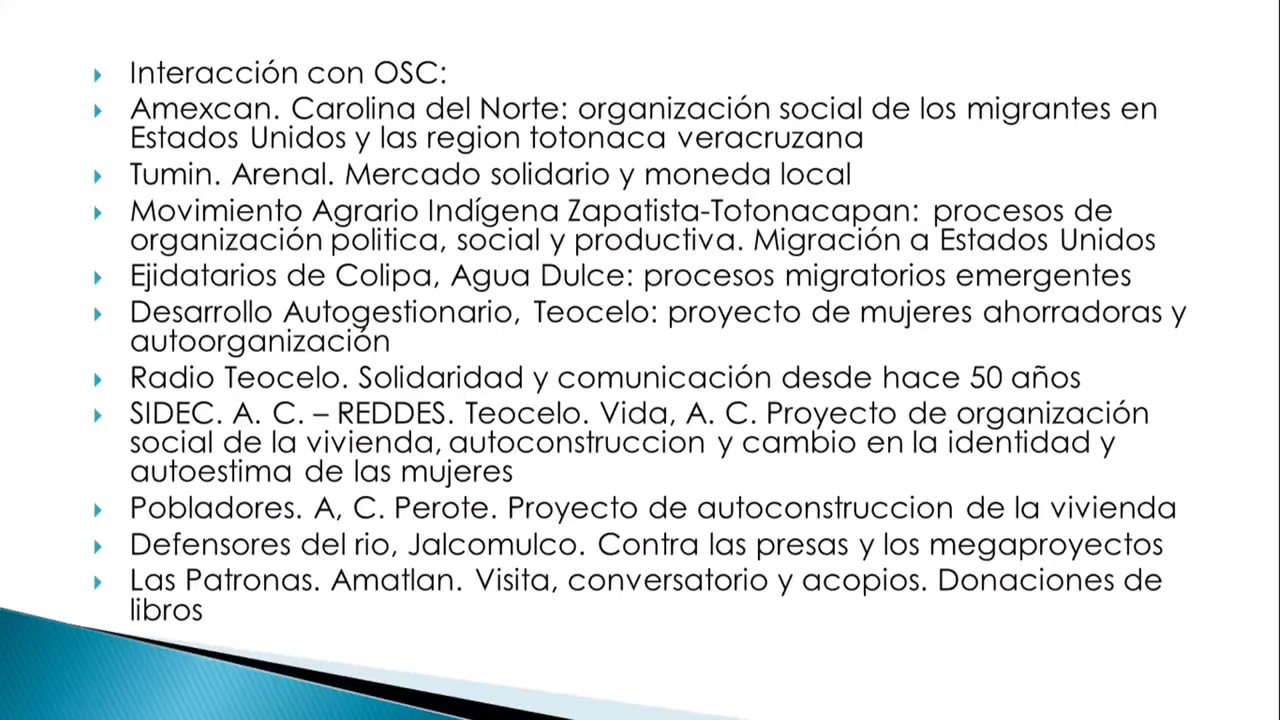 Interacción con OSC:
Amexcan. Carolina del Norte: organización social de los migrantes en
Estados Unidos y las region totonaca veracruzana
Tumin. Arenal. Mercado solidario y moneda local
Movimiento Agrario Indígena Zapatista-Totonacapan: procesos de
organización politica, social y productiva. Migración a Estados Unidos
Ejidatarios de Colipa, Agua Dulce: procesos migratorios emergentes
Desarrollo Autogestionario, Teocelo: proyecto de mujeres ahorradoras y
autoorganización
Radio Teocelo. Solidaridad y comunicación desde hace 50 años
SIDEC. A. C. – REDDES. Teocelo. Vida, A. C. Proyecto de organización
social de la vivienda, autoconstruccion y cambio en la identidad y
autoestima de las mujeres
Pobladores. A, C. Perote. Proyecto de autoconstruccion de la vivienda
Defensores del rio, Jalcomulco. Contra las presas y los megaproyectos
Las Patronas. Amatlan. Visita, conversatorio y acopios. Donaciones de
libros